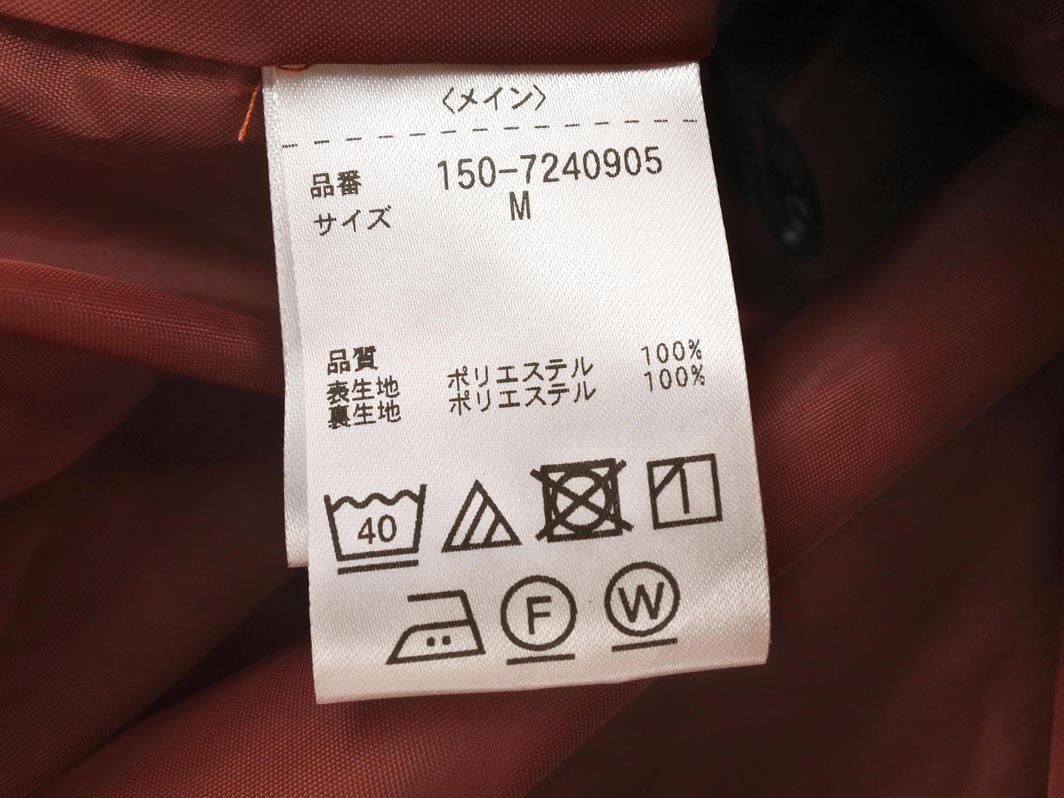 〈メイン〉
品番 150-7240905
サイズ M
品質
表生地 ポリエステル 100%
裏生地 ポリエステル 100%
40
F W